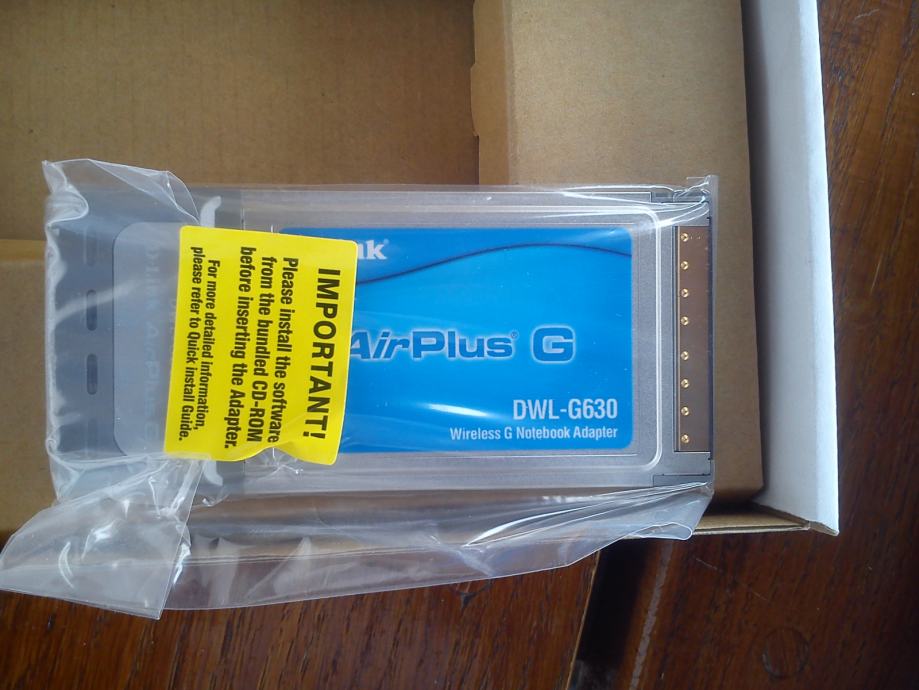 IMPORTANT!
Please install the software
from the bundled CD-ROM
before inserting the Adapter.
For more detailed information,
please refer to Quick install Guide.
AirPlus® G
DWL-G630
Wireless G Notebook Adapter